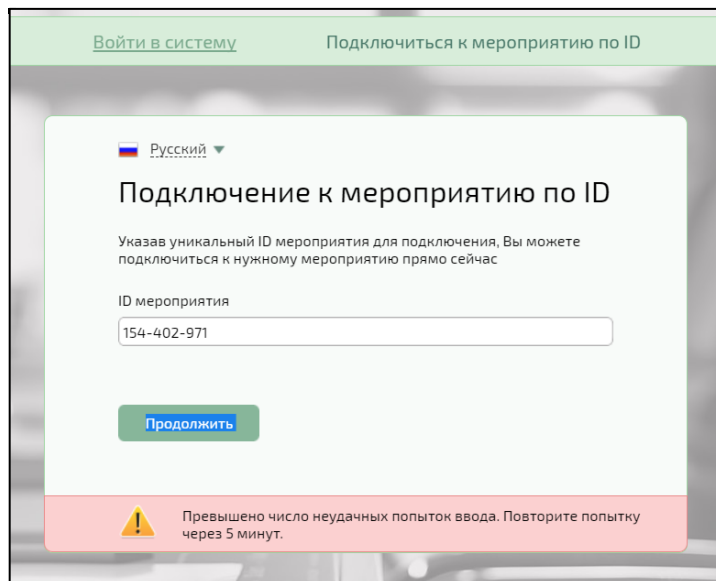 Войти в систему Подключиться к мероприятию по ID
Русский
Подключение к мероприятию по ID
Указав уникальный ID мероприятия для подключения, Вы можете
подключиться к нужному мероприятию прямо сейчас
ID мероприятия
154-402-971
Продолжить
Превышено число неудачных попыток ввода. Повторите попытку
через 5 минут.